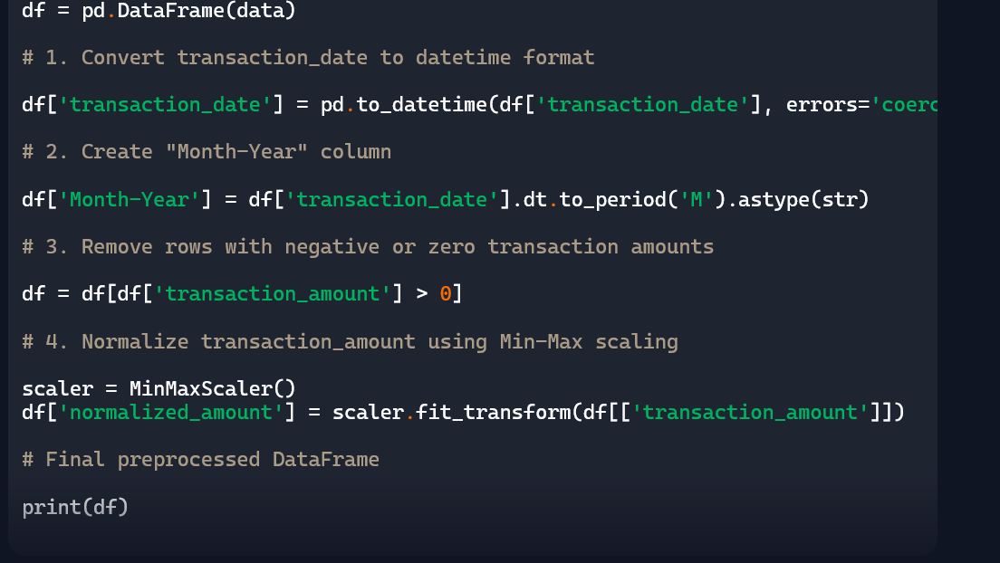 df = pd.DataFrame(data)
# 1. Convert transaction_date to datetime format
df['transaction_date'] = pd.to_datetime(df['transaction_date'], errors='coerc
# 2. Create "Month-Year" column
df['Month-Year'] = df['transaction_date'].dt.to_period('M').astype(str)
# 3. Remove rows with negative or zero transaction amounts
df = df[df['transaction_amount'] > 0]
# 4. Normalize transaction_amount using Min-Max scaling
scaler = MinMaxScaler()
df['normalized_amount'] = scaler.fit_transform(df[['transaction_amount']])
# Final preprocessed DataFrame
print(df)